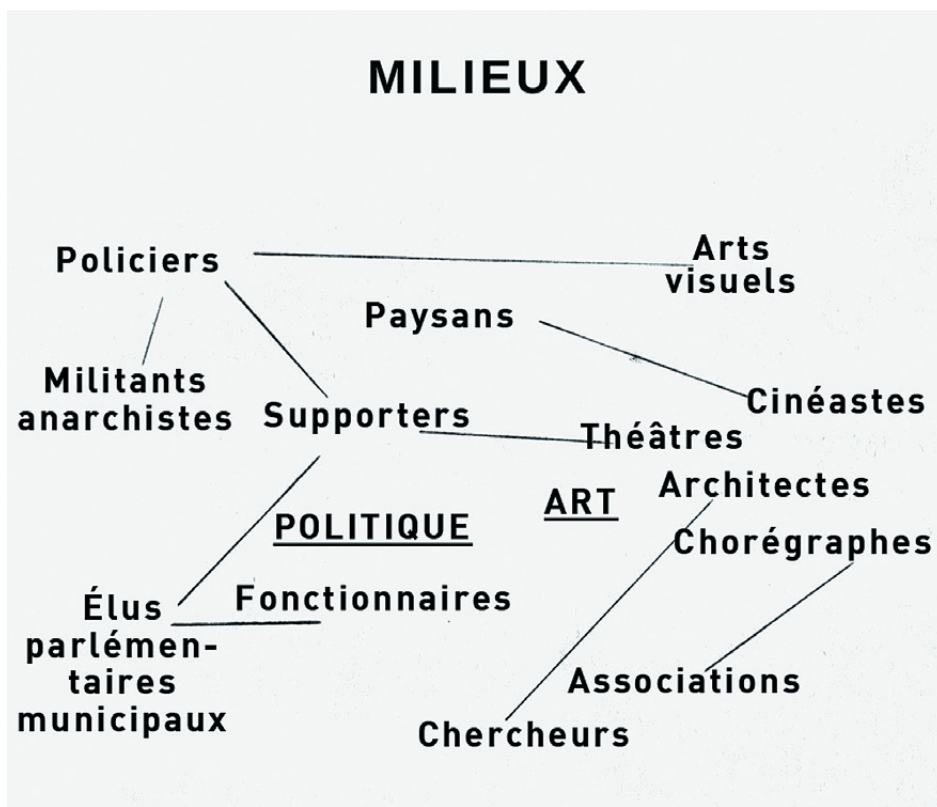 MILIEUX
Policiers
Arts
visuels
Paysans
Militants
anarchistes
Supporters
Cinéastes
Théâtres
Architectes
ART
POLITIQUE
Chorégraphes
Élus
parlémen-
taires
municipaux
Fonctionnaires
Associations
Chercheurs